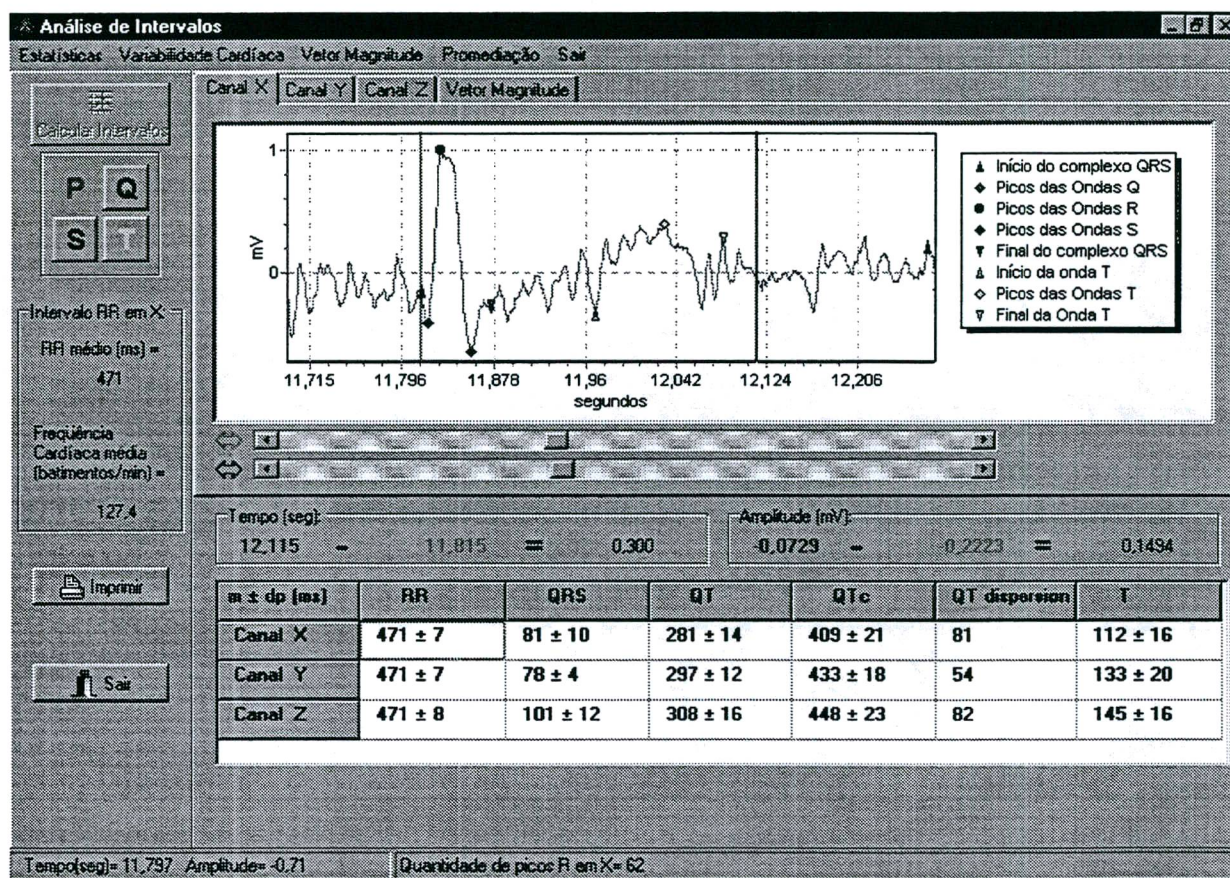 Análise de Intervalos
Estatísticas Variabilidade Cardíaca Vetor Magnitude Promediação Sair
Calcular Intervalos
P Q
S T
Intervalo RR em X
RR médio (ms) =
471
Freqüência
Cardíaca média
(batimentos/min) =
127,4
Imprimir
Sair
Canal X Canal Y Canal Z Vetor Magnitude
1
mV
0
11,715 11,796 11,878 11,96 12,042 12,124 12,206
segundos
Início do complexo QRS
Picos das Ondas Q
Picos das Ondas R
Picos das Ondas S
Final do complexo QRS
Início da onda T
Picos das Ondas T
Final da Onda T
Tempo (seg):
12,115 - 11,815 = 0,300
Amplitude (mV):
-0,0729 - -0,2223 = 0,1494
m ± dp (ms) RR QRS QT QTc QT dispersion T
Canal X 471 ± 7 81 ± 10 281 ± 14 409 ± 21 81 112 ± 16
Canal Y 471 ± 7 78 ± 4 297 ± 12 433 ± 18 54 133 ± 20
Canal Z 471 ± 8 101 ± 12 308 ± 16 448 ± 23 82 145 ± 16
Tempo(seg)= 11,797 Amplitude= -0.71 Quantidade de picos R em X= 62